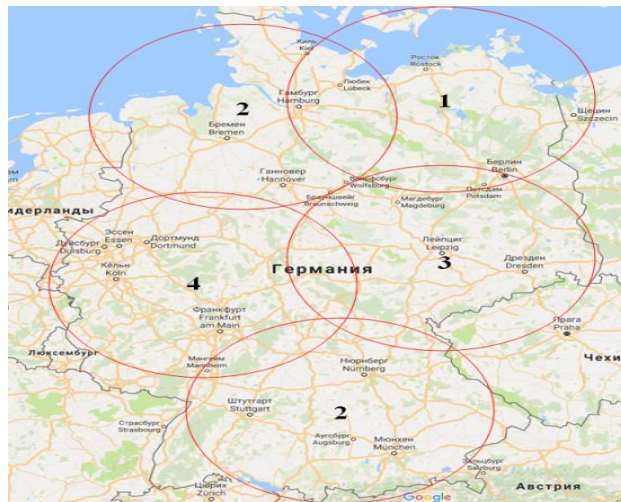 Киль
Kiel
Росток
Rostock
Любек
Lübeck
Гамбург
Hamburg
2
1
Щецин
Szczecin
Бремен
Bremen
Берлин
Berlin
Ганновер
Hannover
Вольфсбург
Wolfsburg
Потсдам
Potsdam
Брауншвейг
Braunschweig
Магдебург
Magdeburg
идерланды
Эссен
Essen
Дортмунд
Dortmund
Дуйсбург
Duisburg
Лейпциг
Leipzig
3
Дрезден
Dresden
Кёльн
Köln
4
Германия
Франкфурт
Frankfurt
am Main
Прага
Praha
Люксембург
Мангейм
Mannheim
Чехи
Нюрнберг
Nürnberg
Штутгарт
Stuttgart
2
Страсбург
Strasbourg
Аугсбург
Augsburg
Мюнхен
München
Зальцбург
Salzburg
Цюрих
Zürich
Google
Австрия